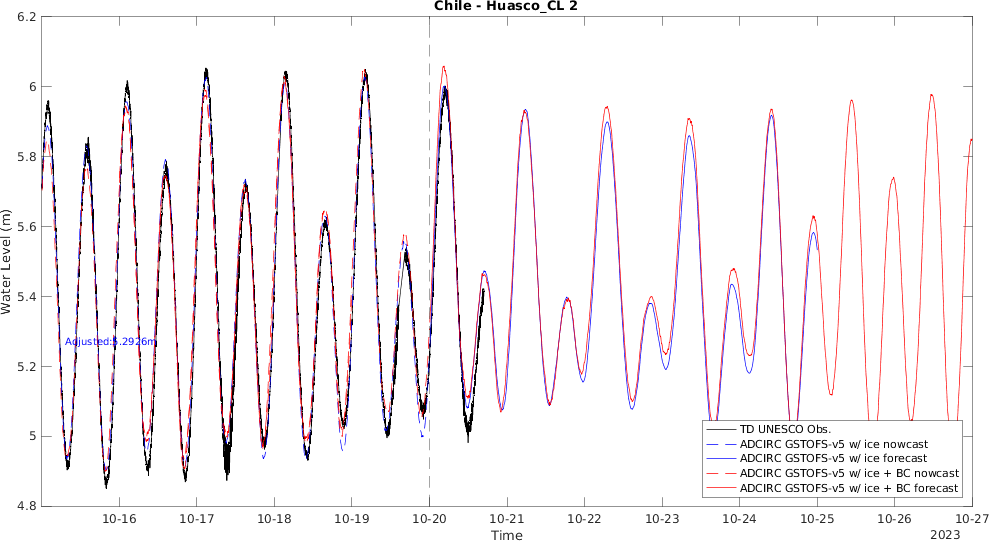 Chile - Huasco_CL 2
Water Level (m)
6.2
6
5.8
5.6
5.4
5.2
5
4.8
Adjusted:5.2926m
TD UNESCO Obs.
ADCIRC GSTOFS-v5 w/ ice nowcast
ADCIRC GSTOFS-v5 w/ ice forecast
ADCIRC GSTOFS-v5 w/ ice + BC nowcast
ADCIRC GSTOFS-v5 w/ ice + BC forecast
10-16 10-17 10-18 10-19 10-20 10-21 10-22 10-23 10-24 10-25 10-26 10-27
Time
2023